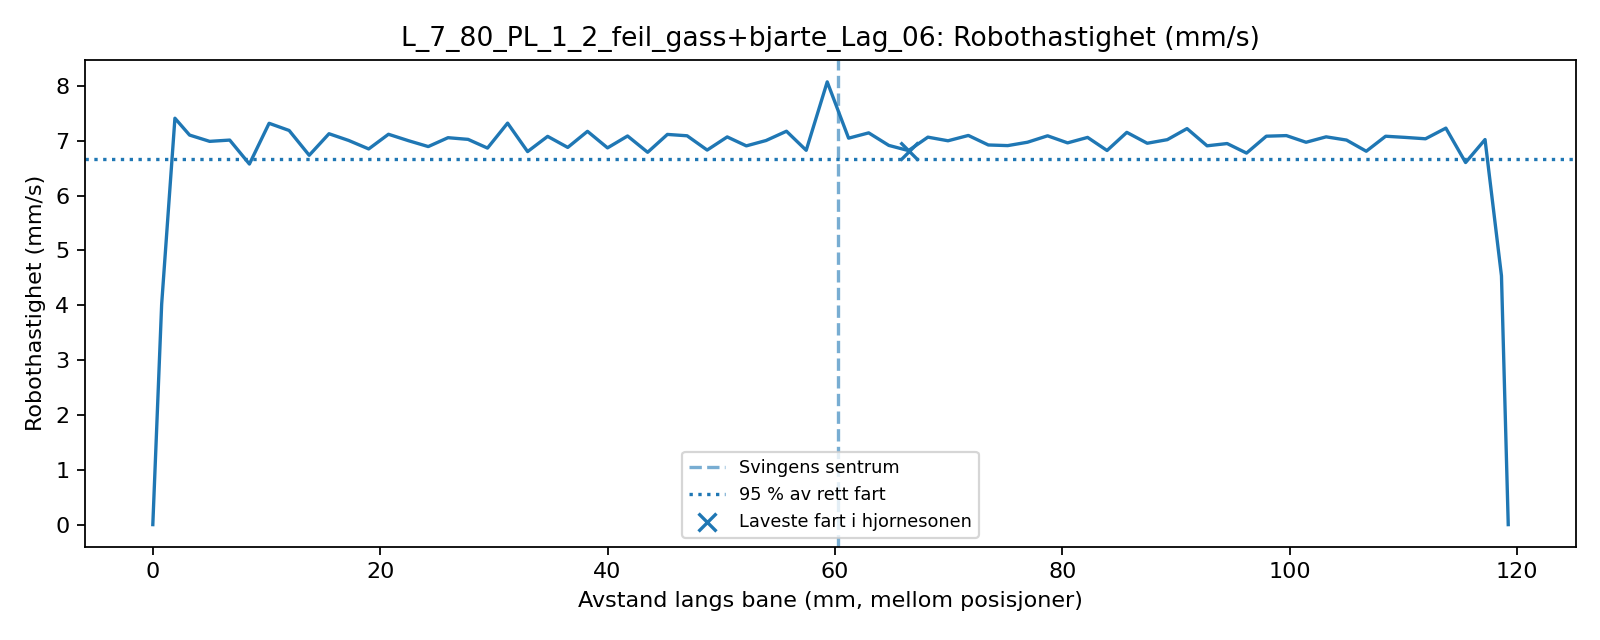 L_7_80_PL_1_2_feil_gass+bjarte_Lag_06: Robothastighet (mm/s)
Robothastighet (mm/s)
8
7
6
5
4
3
2
1
0
Svingens sentrum
95 % av rett fart
Laveste fart i hjornesonen
0 20 40 60 80 100 120
Avstand langs bane (mm, mellom posisjoner)